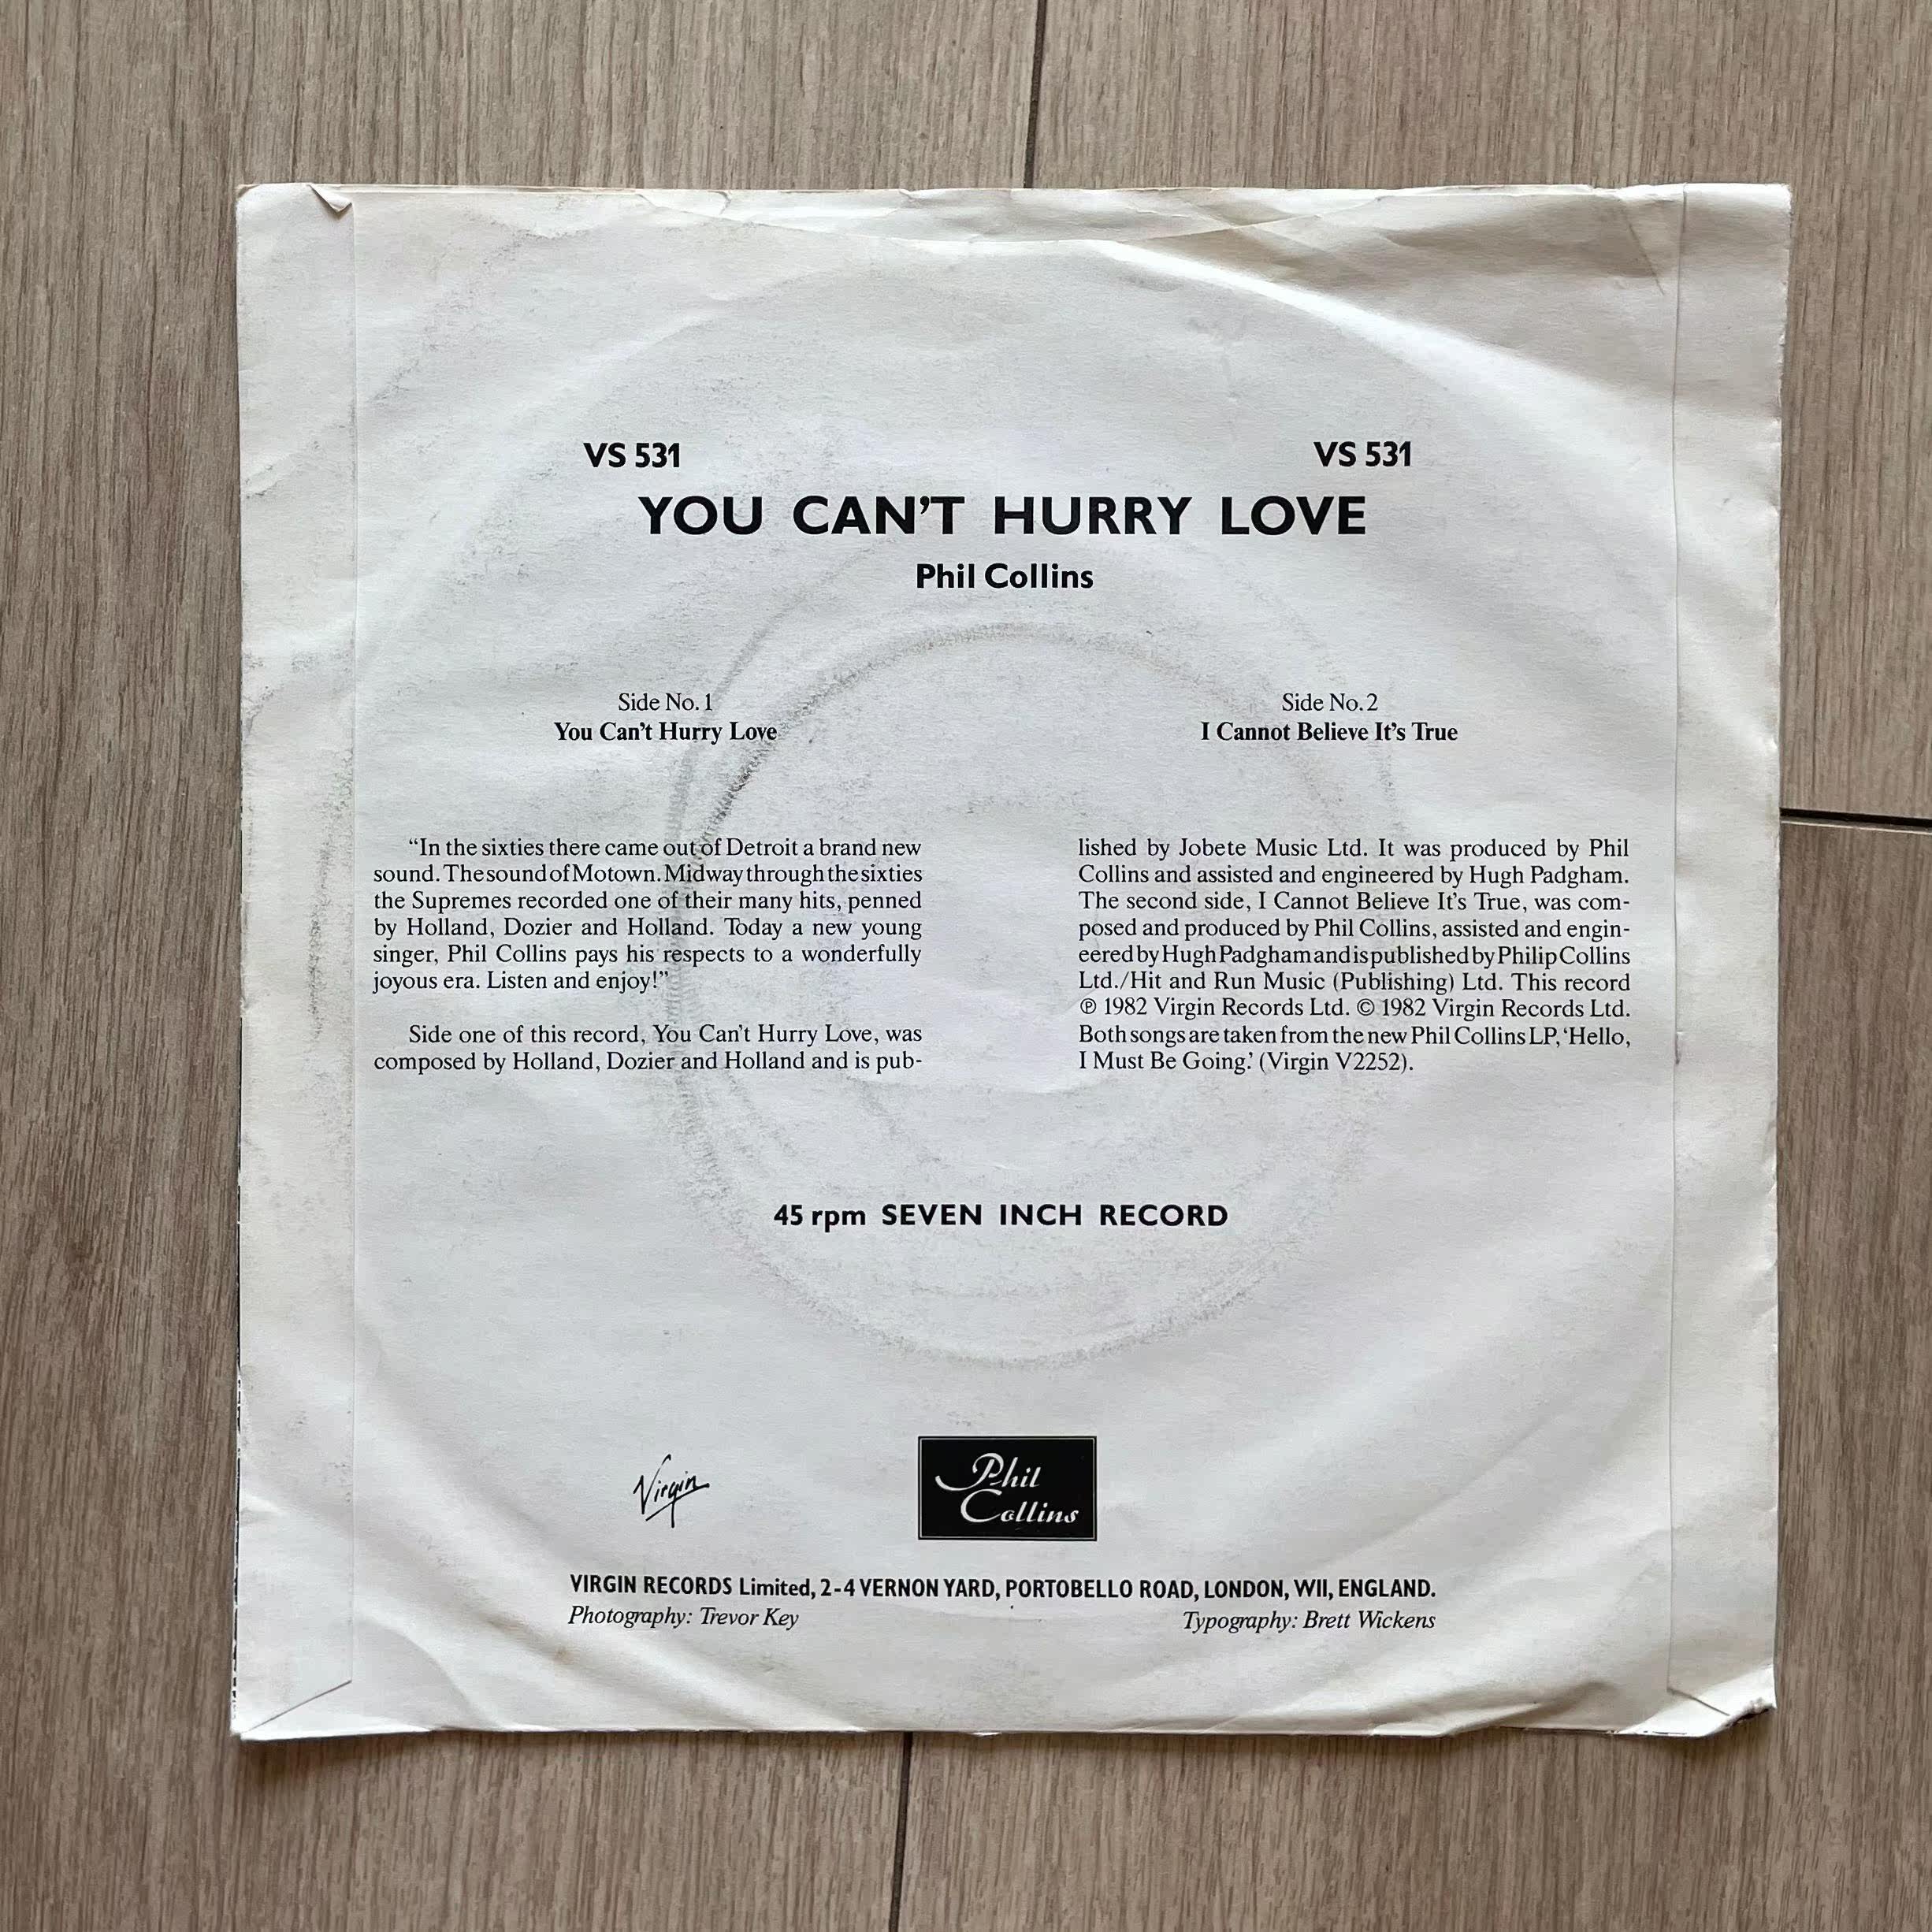 VS 531 VS 531
YOU CAN'T HURRY LOVE
Phil Collins
Side No. 1
You Can't Hurry Love
Side No. 2
I Cannot Believe It's True
“In the sixties there came out of Detroit a brand new
sound. The sound of Motown. Midway through the sixties
the Supremes recorded one of their many hits, penned
by Holland, Dozier and Holland. Today a new young
singer, Phil Collins pays his respects to a wonderfully
joyous era. Listen and enjoy!”
Side one of this record, You Can't Hurry Love, was
composed by Holland, Dozier and Holland and is pub-
lished by Jobete Music Ltd. It was produced by Phil
Collins and assisted and engineered by Hugh Padgham.
The second side, I Cannot Believe It's True, was com-
posed and produced by Phil Collins, assisted and engin-
eered by Hugh Padgham and is published by Philip Collins
Ltd./Hit and Run Music (Publishing) Ltd. This record
℗ 1982 Virgin Records Ltd. © 1982 Virgin Records Ltd.
Both songs are taken from the new Phil Collins LP, ‘Hello,
I Must Be Going.’ (Virgin V2252).
45 rpm SEVEN INCH RECORD
Virgin
Phil
Collins
VIRGIN RECORDS Limited, 2-4 VERNON YARD, PORTOBELLO ROAD, LONDON, W11, ENGLAND.
Photography: Trevor Key Typography: Brett Wickens